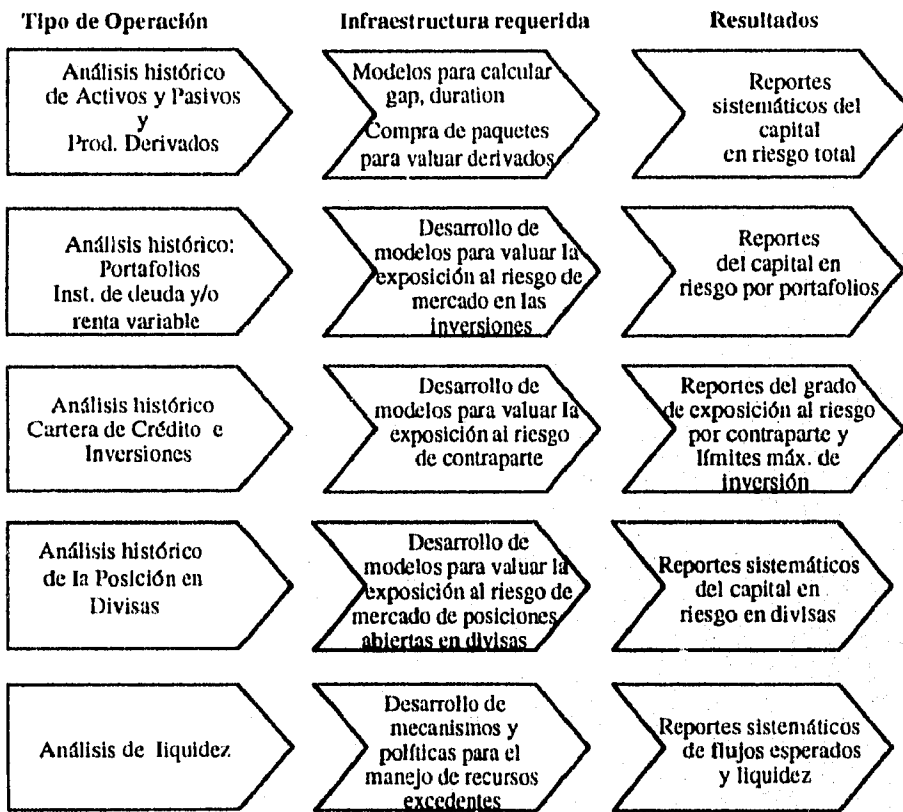 Tipo de Operación
Infraestructura requerida
Resultados
Análisis histórico
de Activos y Pasivos
y
Prod. Derivados
Modelos para calcular
gap, duration
Compra de paquetes
para valuar derivados
Reportes
sistemáticos del
capital
en riesgo total
Análisis histórico:
Portafolios
Inst. de deuda y/o
renta variable
Desarrollo de
modelos para valuar la
exposición al riesgo de
mercado en las
inversiones
Reportes
del capital en
riesgo por portafolios
Análisis histórico
Cartera de Crédito e
Inversiones
Desarrollo de
modelos para valuar la
exposición al riesgo
de contraparte
Reportes del grado
de exposición al riesgo
por contraparte y
límites máx. de
inversión
Análisis histórico
de la Posición en
Divisas
Desarrollo de
modelos para valuar la
exposición al riesgo de
mercado de posiciones
abiertas en divisas
Reportes sistemáticos
del capital en
riesgo en divisas
Análisis de liquidez
Desarrollo de
mecanismos y
políticas para el
manejo de recursos
excedentes
Reportes sistemáticos
de flujos esperados
y liquidez